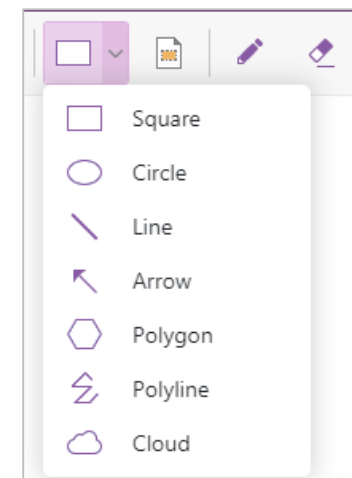 Square
Circle
Line
Arrow
Polygon
Polyline
Cloud